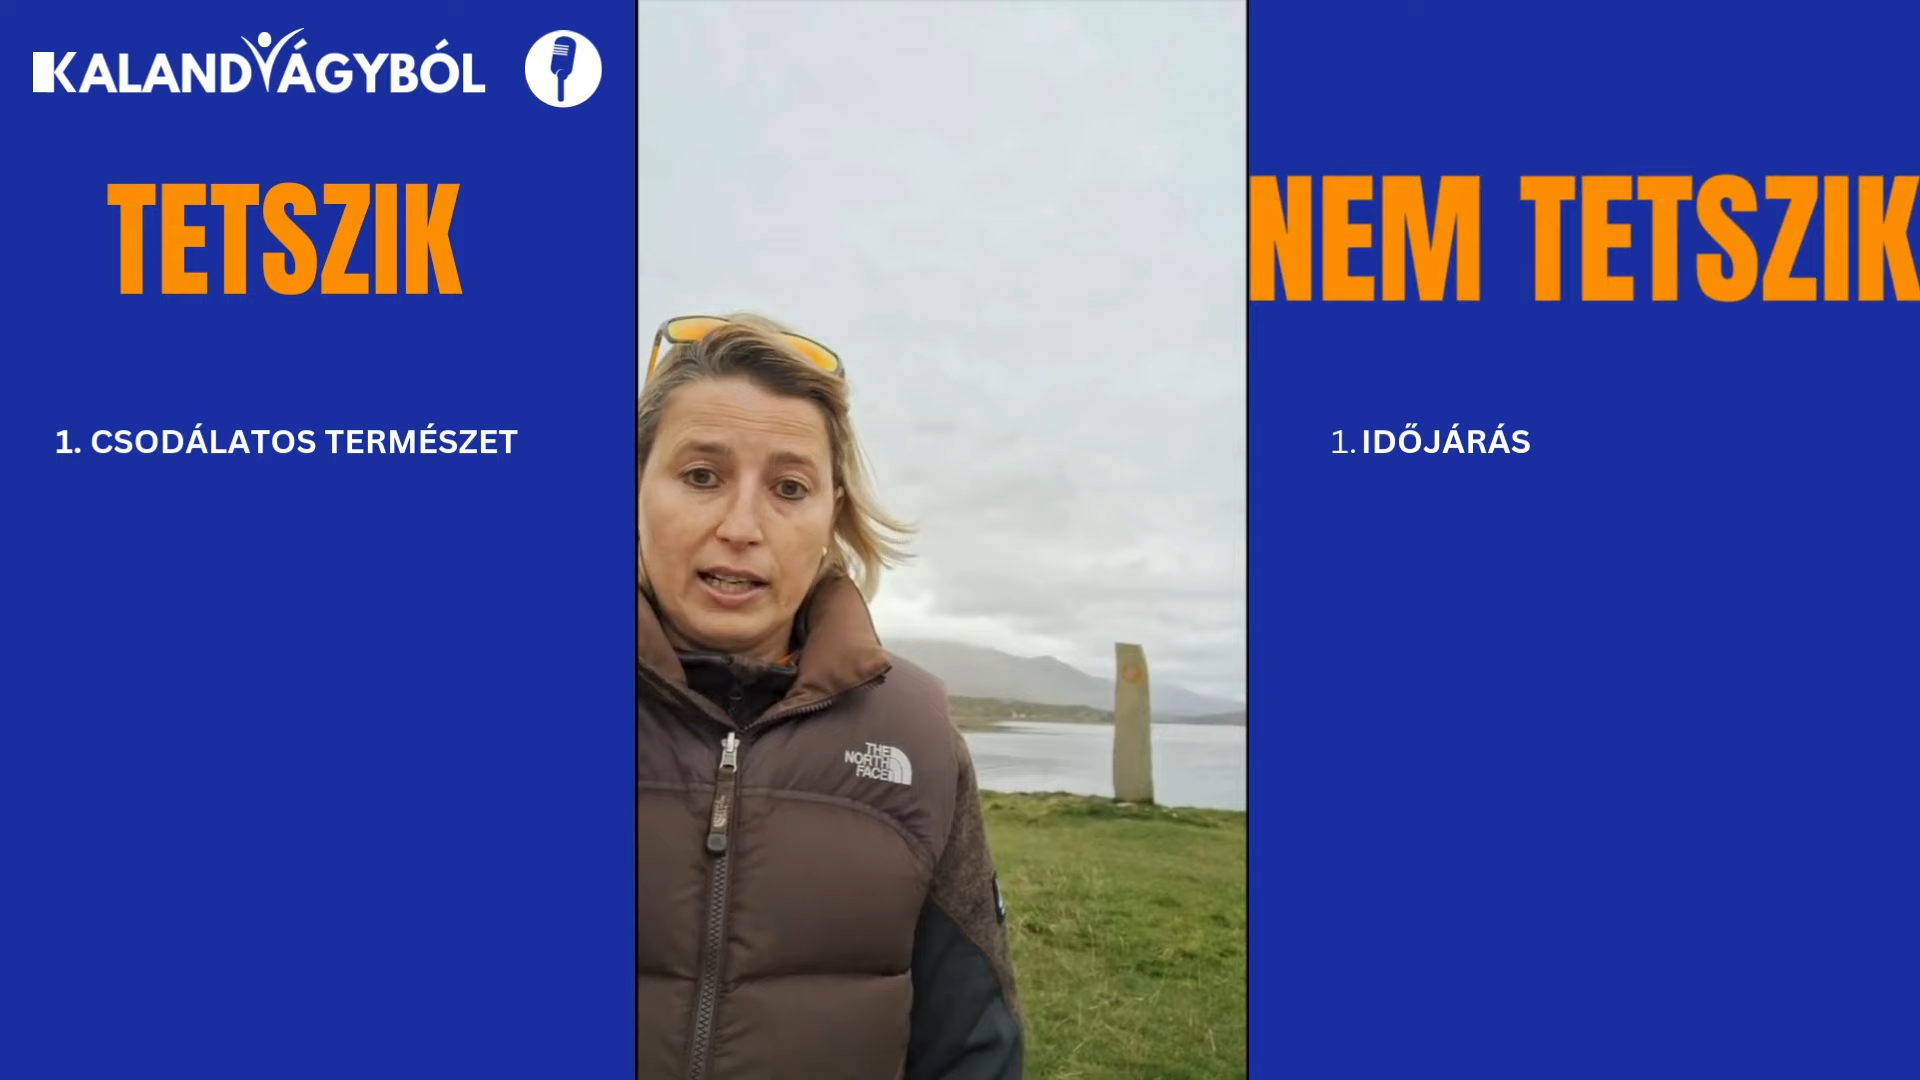 KALANDVÁGYBÓL
TETSZIK
NEM TETSZIK
1. CSODÁLATOS TERMÉSZET
1. IDŐJÁRÁS
THE
NORTH
FACE